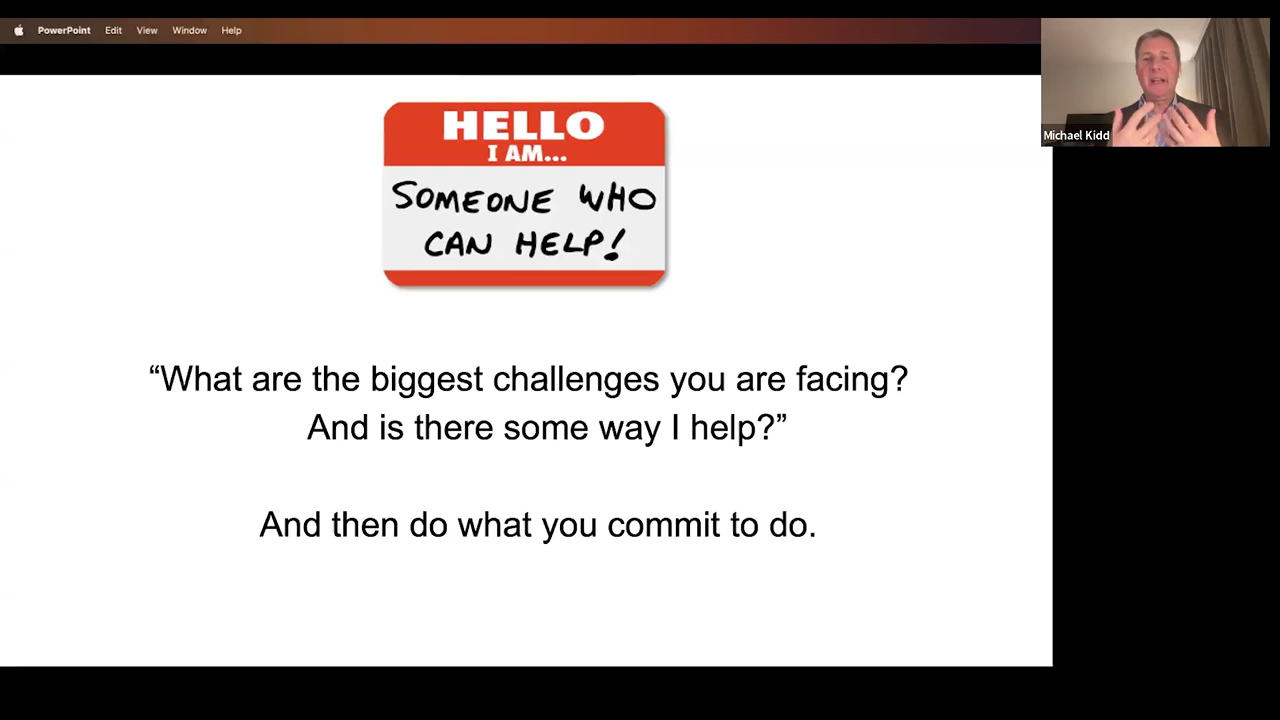 PowerPoint Edit View Window Help
HELLO
I AM...
SOMEONE WHO
CAN HELP!
Michael Kidd
“What are the biggest challenges you are facing?
And is there some way I help?”
And then do what you commit to do.